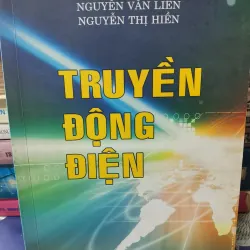 NGUYỄN VĂN LIỄN
NGUYỄN THỊ HIỀN
TRUYỀN
ĐỘNG
ĐIỆN